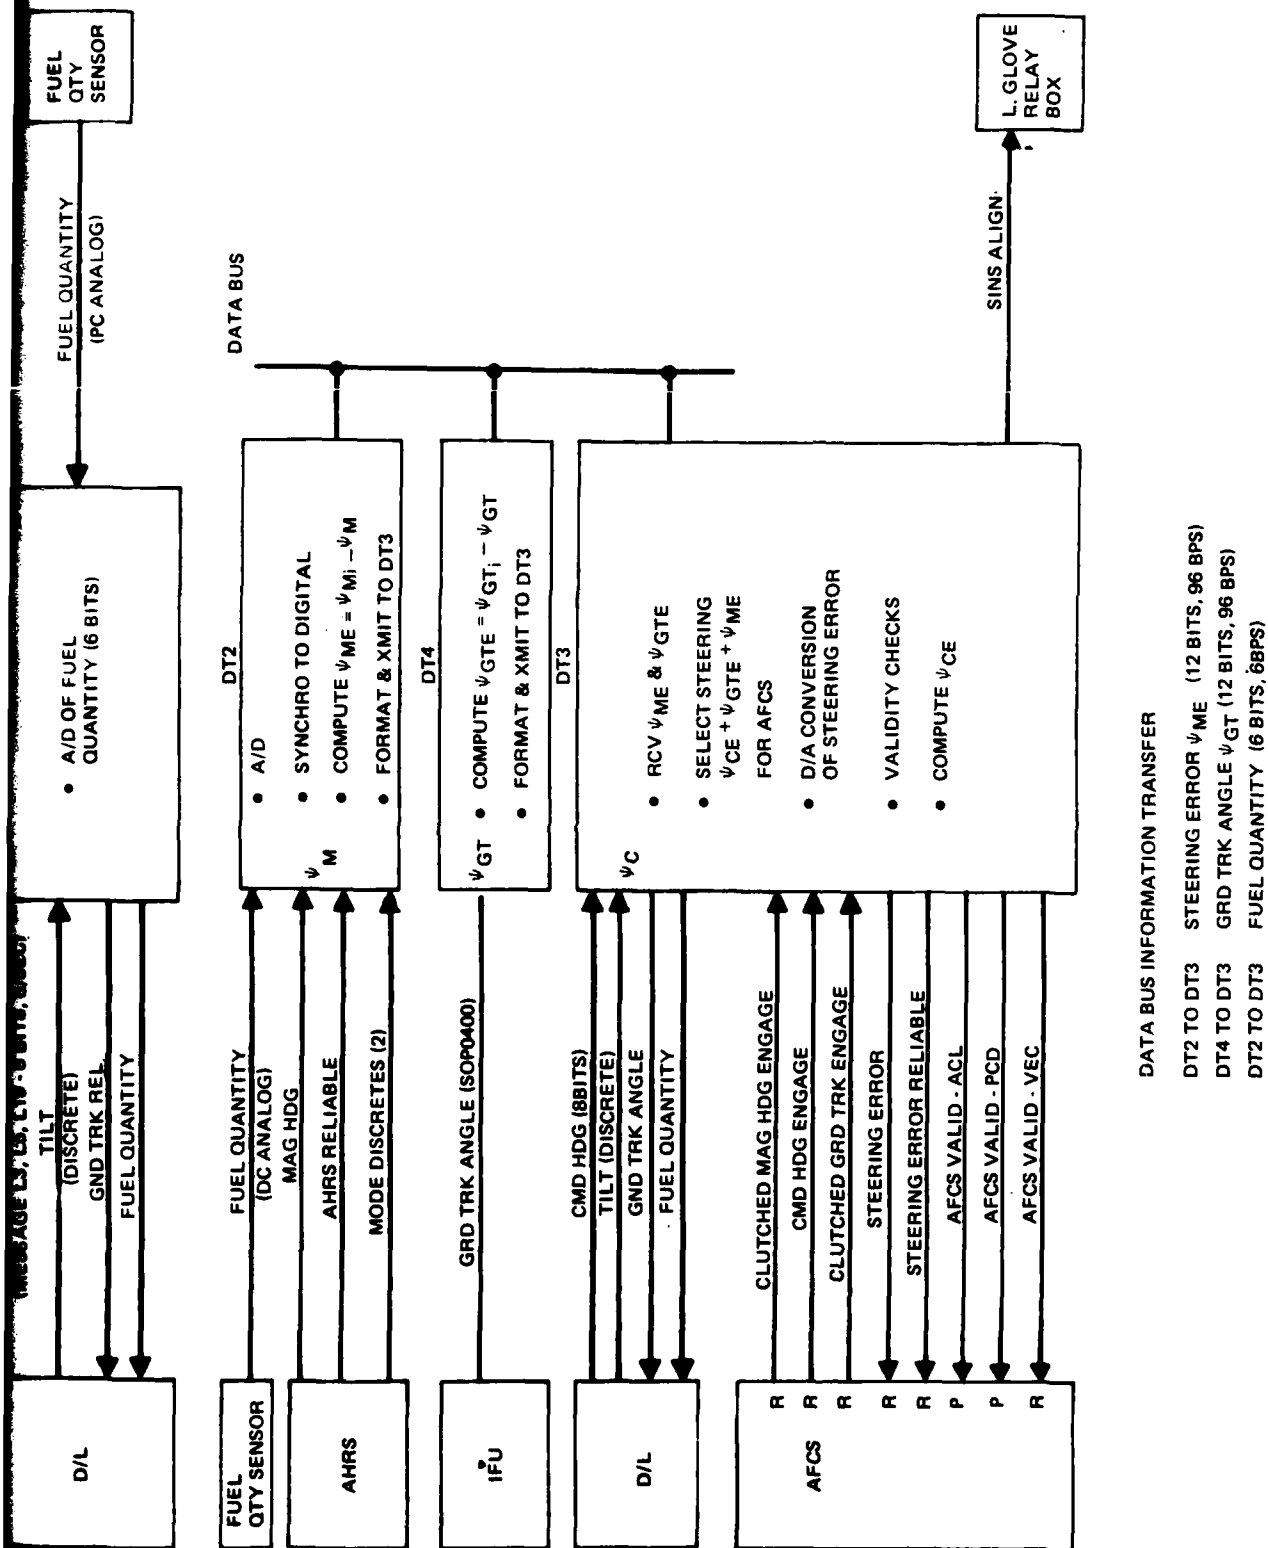 FUEL
QTY
SENSOR
FUEL QUANTITY
(PC ANALOG)
• A/D OF FUEL
QUANTITY (6 BITS)
TILT
(DISCRETE)
GND TRK REL.
FUEL QUANTITY
D/L
DATA BUS
DT2
• A/D
• SYNCHRO TO DIGITAL
• COMPUTE ψME = ψMi – ψM
• FORMAT & XMIT TO DT3
ψM
FUEL QUANTITY
(DC ANALOG)
MAG HDG
AHRS RELIABLE
MODE DISCRETES (2)
FUEL
QTY SENSOR
AHRS
DT4
ψGT
• COMPUTE ψGTE = ψGTi – ψGT
• FORMAT & XMIT TO DT3
GRD TRK ANGLE (SOP0400)
IFU
DT3
ψC
• RCV ψME & ψGTE
• SELECT STEERING
ψCE + ψGTE + ψME
FOR AFCS
• D/A CONVERSION
OF STEERING ERROR
• VALIDITY CHECKS
• COMPUTE ψCE
SINS ALIGN
L. GLOVE
RELAY
BOX
CMD HDG (8BITS)
TILT (DISCRETE)
GND TRK ANGLE
FUEL QUANTITY
D/L
CLUTCHED MAG HDG ENGAGE
CMD HDG ENGAGE
CLUTCHED GRD TRK ENGAGE
STEERING ERROR
STEERING ERROR RELIABLE
AFCS VALID - ACL
AFCS VALID - PCD
AFCS VALID - VEC
R
R
R
R
R
P
P
R
AFCS
DATA BUS INFORMATION TRANSFER
DT2 TO DT3 STEERING ERROR ψME (12 BITS, 96 BPS)
DT4 TO DT3 GRD TRK ANGLE ψGT (12 BITS, 96 BPS)
DT2 TO DT3 FUEL QUANTITY (6 BITS, 6BPS)